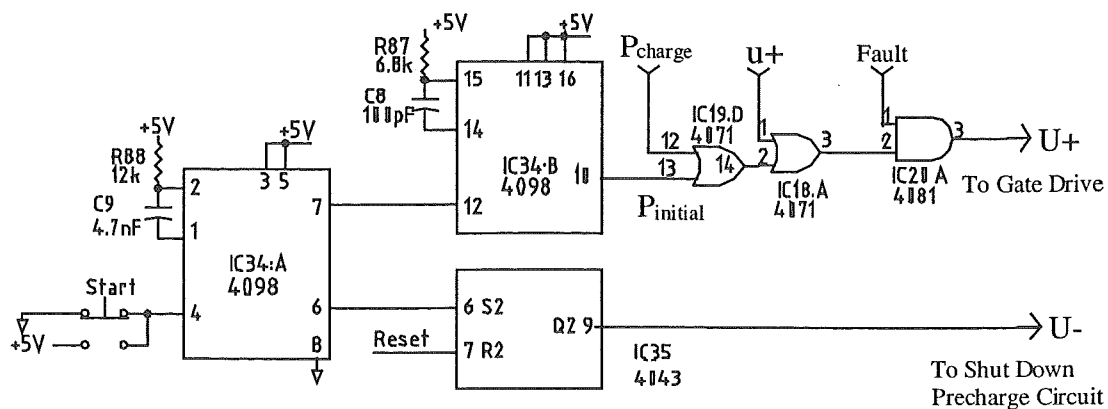 +5V
R88
12k
C9
4.7nF
2
1
Start
4
+5V
+5V
3 5
7
IC34:A
4098
6
8
+5V
R87
6.8k
C8
100pF
15
14
12
+5V
11 13 16
IC34:B
4098
10
Reset
6 S2
7 R2
Q2 9
IC35
4043
Pcharge
12
13
IC19.D
4071
14
Pinitial
u+
1
2
3
IC18.A
4071
Fault
1
2
3
IC20 A
4081
U+
To Gate Drive
U-
To Shut Down
Precharge Circuit